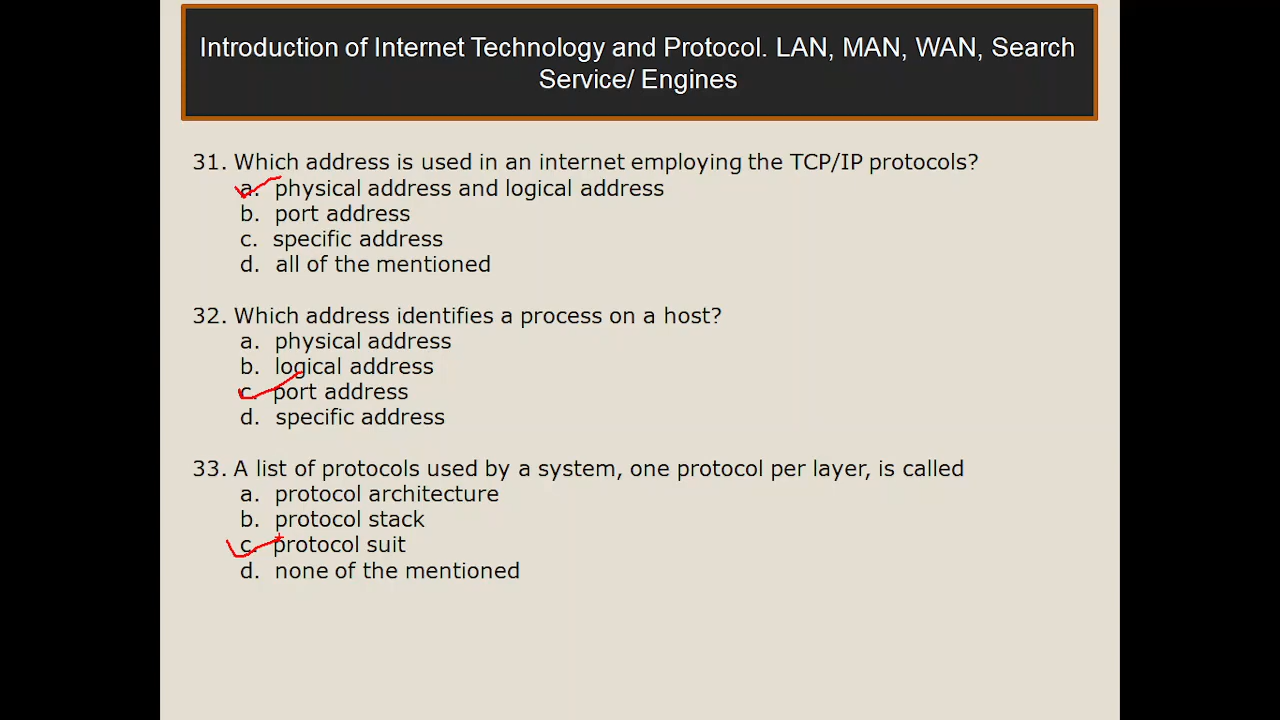 Introduction of Internet Technology and Protocol. LAN, MAN, WAN, Search
Service/ Engines
31. Which address is used in an internet employing the TCP/IP protocols?
a. physical address and logical address
b. port address
c. specific address
d. all of the mentioned
32. Which address identifies a process on a host?
a. physical address
b. logical address
c. port address
d. specific address
33. A list of protocols used by a system, one protocol per layer, is called
a. protocol architecture
b. protocol stack
c. protocol suit
d. none of the mentioned